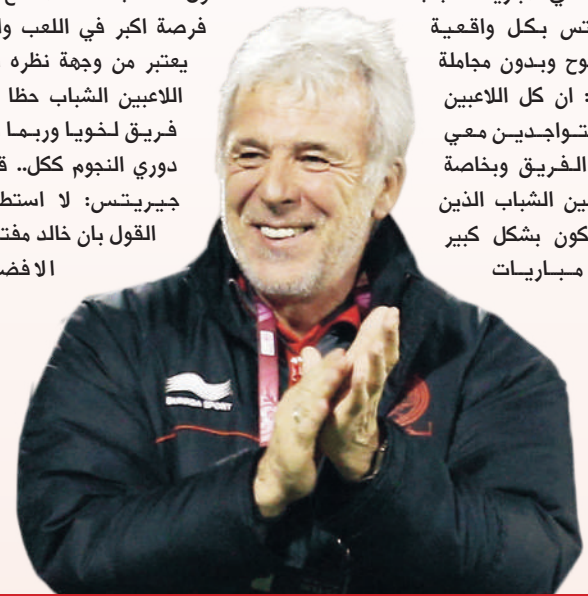 تس بكل واقعية
وح وبدون مجاملة
: ان كل اللاعبين
تواجدين معي
الفريق وبخاصة
ين الشباب الذين
كون بشكل كبير
مباريات
فرصة اكبر في اللعب وا
يعتبر من وجهة نظره
اللاعبين الشباب حظا
فريق لخويا وربما
دوري النجوم ككل.. ق
جيريتس: لا استط
القول بان خالد مفت
الافض
BURRDA SPORT